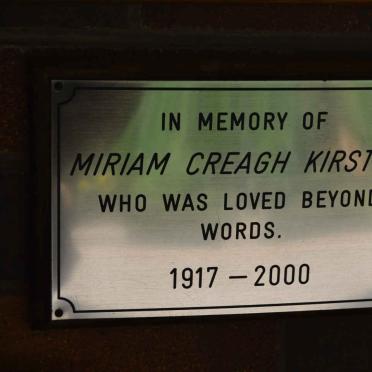 IN MEMORY OF
MIRIAM CREAGH KIRST
WHO WAS LOVED BEYOND
WORDS.
1917 — 2000